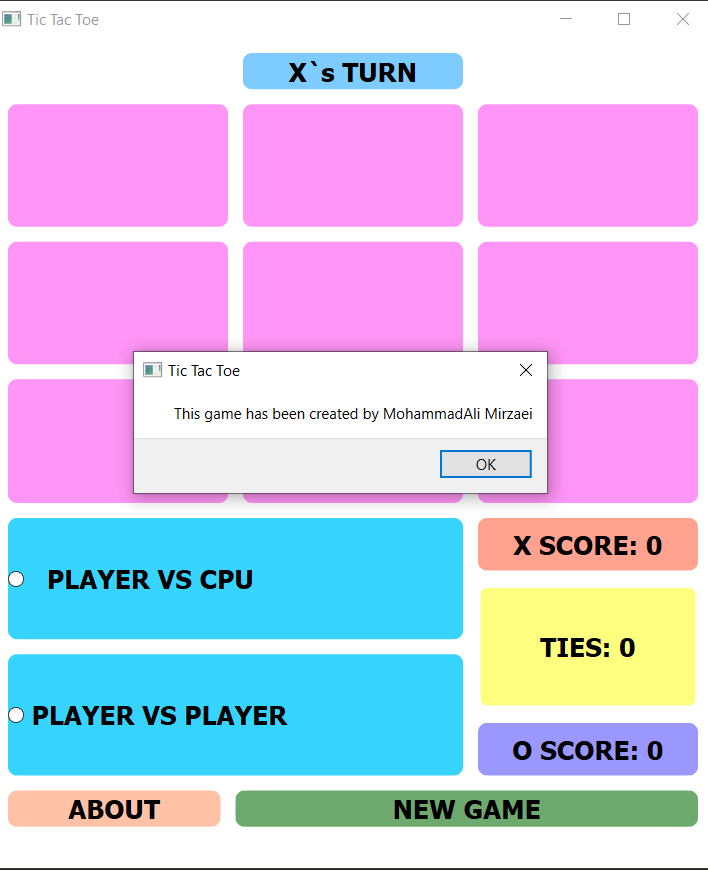 Tic Tac Toe
X`s TURN
Tic Tac Toe
This game has been created by MohammadAli Mirzaei
OK
PLAYER VS CPU
X SCORE: 0
TIES: 0
PLAYER VS PLAYER
O SCORE: 0
ABOUT
NEW GAME